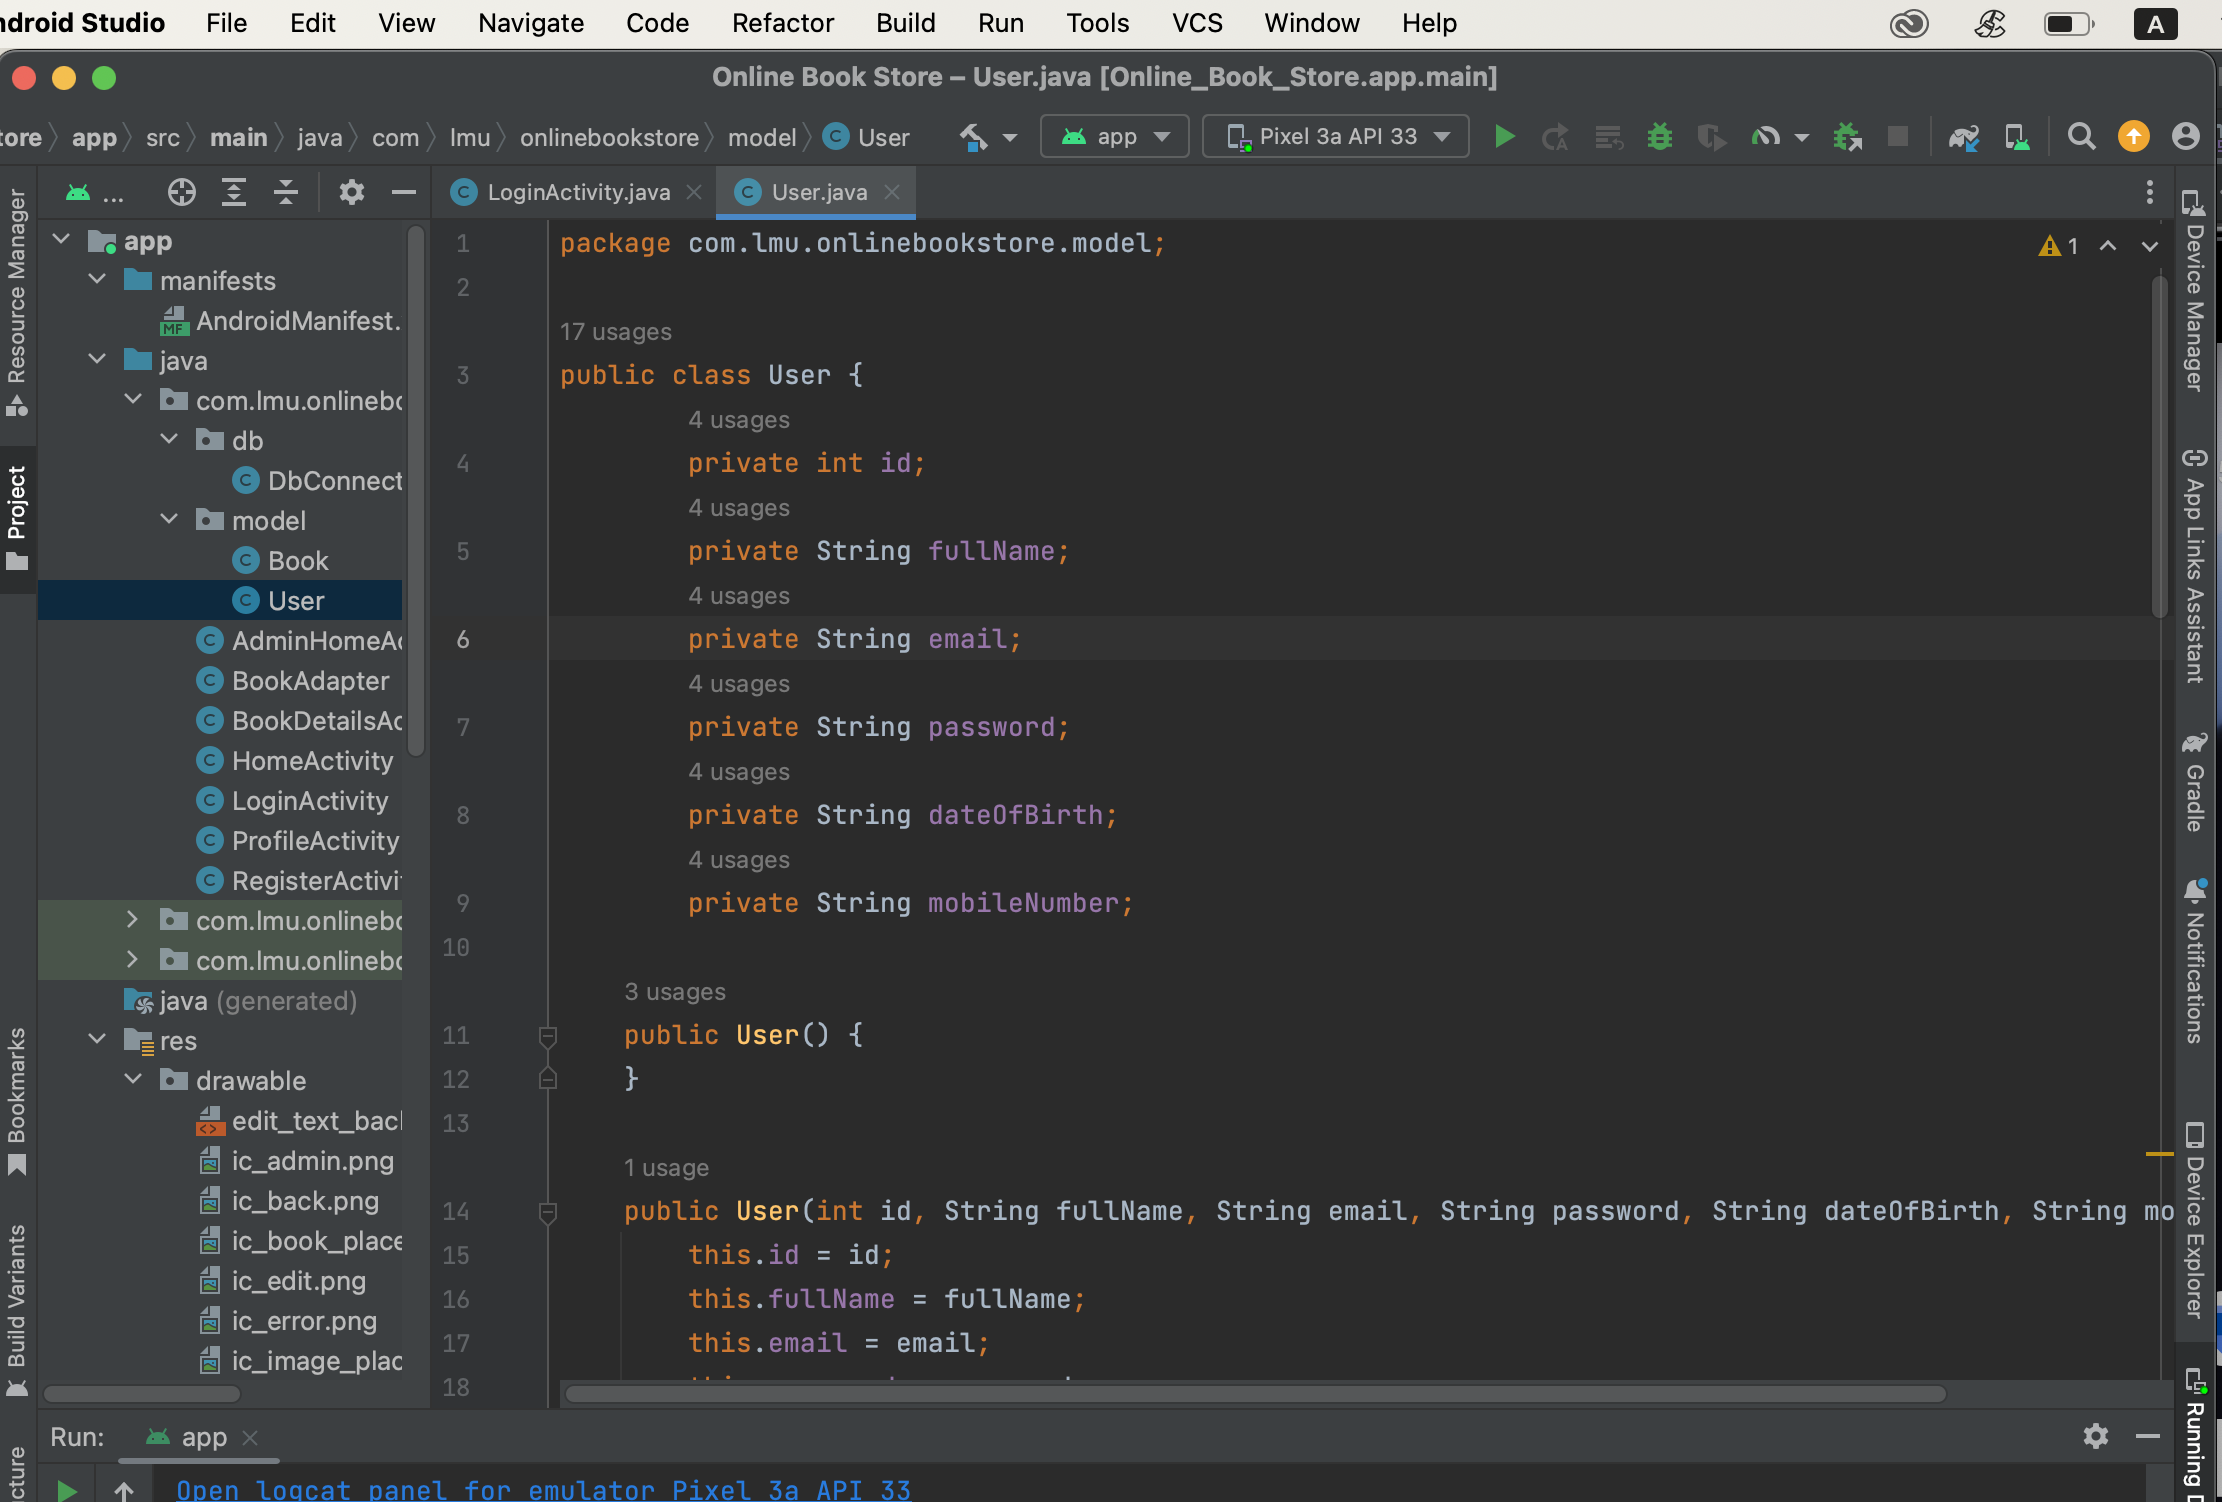 ndroid Studio File Edit View Navigate Code Refactor Build Run Tools VCS Window Help A
Online Book Store – User.java [Online_Book_Store.app.main]
tore app src main java com lmu onlinebookstore model C User app Pixel 3a API 33
... C LoginActivity.java C User.java
Resource Manager
Project
Bookmarks
Build Variants
cture
app
manifests
MF AndroidManifest.
java
com.lmu.onlinebo
db
C DbConnect
model
C Book
C User
C AdminHomeAc
C BookAdapter
C BookDetailsAc
C HomeActivity
C LoginActivity
C ProfileActivity
C RegisterActivi
com.lmu.onlinebo
com.lmu.onlinebo
java (generated)
res
drawable
edit_text_bac
ic_admin.png
ic_back.png
ic_book_place
ic_edit.png
ic_error.png
ic_image_plac
1 package com.lmu.onlinebookstore.model;
1
2
17 usages
3 public class User {
4 usages
4 private int id;
4 usages
5 private String fullName;
4 usages
6 private String email;
4 usages
7 private String password;
4 usages
8 private String dateOfBirth;
4 usages
9 private String mobileNumber;
10
3 usages
11 public User() {
12 }
13
1 usage
14 public User(int id, String fullName, String email, String password, String dateOfBirth, String mo
15 this.id = id;
16 this.fullName = fullName;
17 this.email = email;
18
Device Manager
App Links Assistant
Gradle
Notifications
Device Explorer
Running D
Run: app
Open logcat panel for emulator Pixel 3a API 33